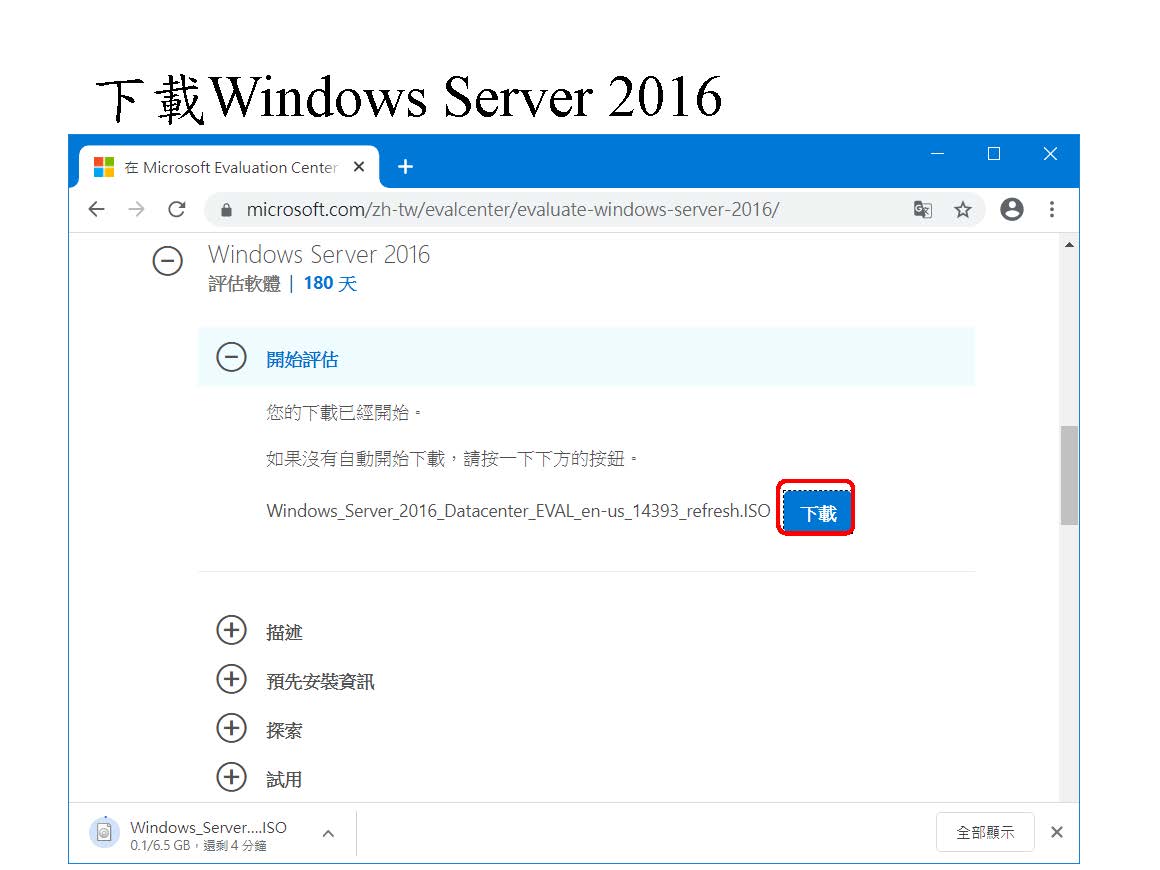 下載Windows Server 2016
在 Microsoft Evaluation Center
microsoft.com/zh-tw/evalcenter/evaluate-windows-server-2016/
Windows Server 2016
評估軟體 | 180 天
開始評估
您的下載已經開始。
如果沒有自動開始下載，請按一下下方的按鈕。
Windows_Server_2016_Datacenter_EVAL_en-us_14393_refresh.ISO 下載
描述
預先安裝資訊
探索
試用
Windows_Server....ISO
0.1/6.5 GB，還剩 4 分鐘
全部顯示